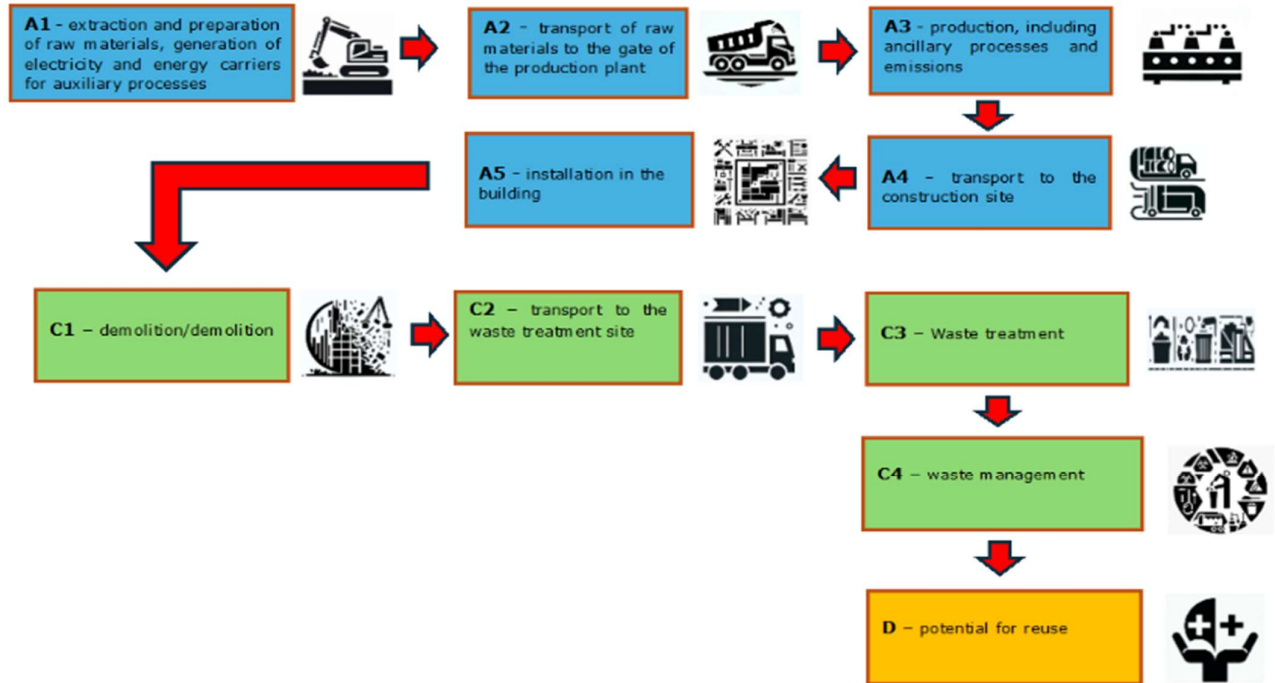 A1 - extraction and preparation
of raw materials, generation of
electricity and energy carriers
for auxiliary processes
A2 - transport of raw
materials to the gate of
the production plant
A3 - production, including
ancillary processes and
emissions
A5 - installation in the
building
A4 - transport to the
construction site
C1 – demolition/demolition
C2 – transport to the
waste treatment site
C3 – Waste treatment
C4 – waste management
D – potential for reuse